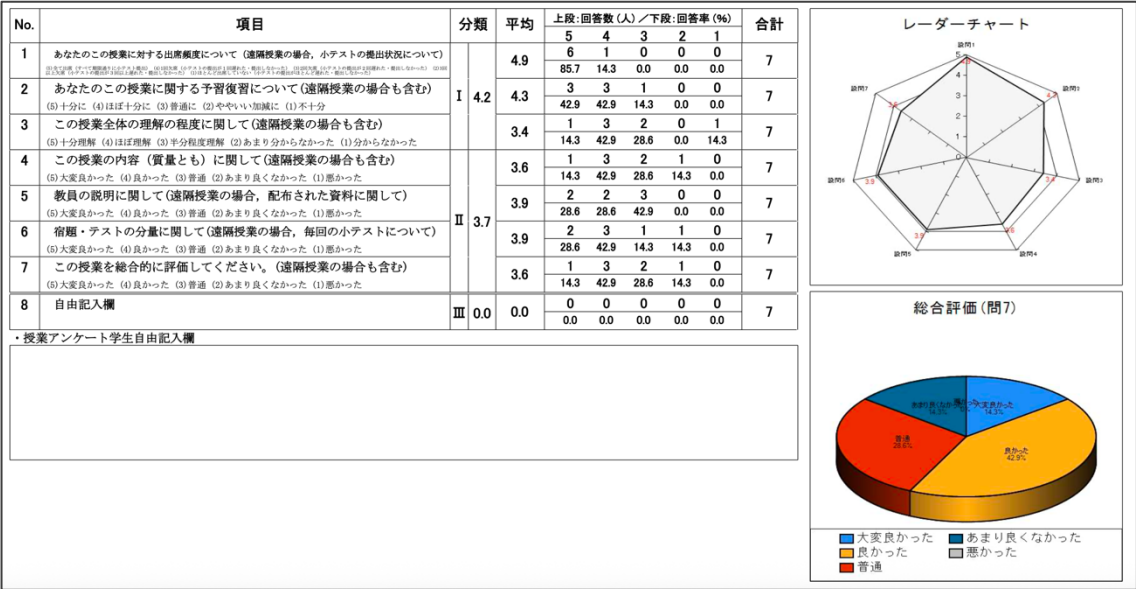 No. 項目 分類 平均 上段:回答数(人)／下段:回答率(%) 合計
5 4 3 2 1
1 あなたのこの授業に対する出席頻度について(遠隔授業の場合，小テストの提出状況について) 4.9 6 1 0 0 0 7
85.7 14.3 0.0 0.0 0.0
2 あなたのこの授業に関する予習復習について(遠隔授業の場合も含む) Ⅰ 4.2 4.3 3 3 1 0 0 7
(5)十分に (4)ほぼ十分に (3)普通に (2)ややいい加減に (1)不十分 42.9 42.9 14.3 0.0 0.0
3 この授業全体の理解の程度に関して(遠隔授業の場合も含む) 3.4 1 3 2 0 1 7
(5)十分理解 (4)ほぼ理解 (3)半分程度理解 (2)あまり分からなかった (1)分からなかった 14.3 42.9 28.6 0.0 14.3
4 この授業の内容（質量とも）に関して(遠隔授業の場合も含む) 3.6 1 3 2 1 0 7
(5)大変良かった (4)良かった (3)普通 (2)あまり良くなかった (1)悪かった 14.3 42.9 28.6 14.3 0.0
5 教員の説明に関して(遠隔授業の場合，配布された資料に関して) 3.9 2 2 3 0 0 7
(5)大変良かった (4)良かった (3)普通 (2)あまり良くなかった (1)悪かった 28.6 28.6 42.9 0.0 0.0
Ⅱ 3.7
6 宿題・テストの分量に関して(遠隔授業の場合，毎回の小テストについて) 3.9 2 3 1 1 0 7
(5)大変良かった (4)良かった (3)普通 (2)あまり良くなかった (1)悪かった 28.6 42.9 14.3 14.3 0.0
7 この授業を総合的に評価してください。(遠隔授業の場合も含む) 3.6 1 3 2 1 0 7
(5)大変良かった (4)良かった (3)普通 (2)あまり良くなかった (1)悪かった 14.3 42.9 28.6 14.3 0.0
8 自由記入欄 Ⅲ 0.0 0.0 0 0 0 0 0 7
0.0 0.0 0.0 0.0 0.0
・授業アンケート学生自由記入欄
レーダーチャート
設問1
5
4.9
設問7 4 設問2
3.6 4.3
3
2
1
0
設問6 設問3
3.9 3.4
3.9 3.6
設問5 設問4
総合評価(問7)
あまり良くなかった 大変良かった
14.3% 0% 14.3%
普通
28.6%
良かった
42.9%
大変良かった あまり良くなかった
良かった 悪かった
普通